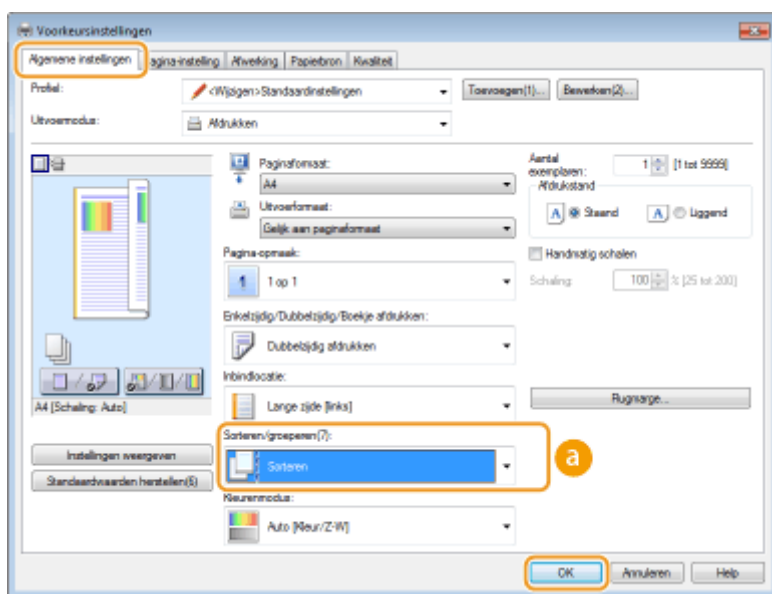 Voorkeursinstellingen
Algemene instellingen Pagina-instelling Afwerking Papierbron Kwaliteit
Profiel: <Wijzigen>Standaardinstellingen Toevoegen(1)... Bewerken(2)...
Uitvoermodus: Afdrukken
Paginaformaat:
A4
Uitvoerformaat:
Gelijk aan paginaformaat
Aantal exemplaren: 1 [1 tot 9999]
Afdrukstand
A Staand A Liggend
Pagina-opmaak:
1 1 op 1
Handmatig schalen
Schaling: 100 % [25 tot 200]
Enkelzijdig/Dubbelzijdig/Boekje afdrukken:
Dubbelzijdig afdrukken
Inbindlocatie:
Lange zijde [links]
Rugmarge...
A4 [Schaling: Auto]
Sorteren/groeperen(7):
Sorteren
a
Instellingen weergeven
Standaardwaarden herstellen(6)
Kleurenmodus:
Auto [Kleur/Z-W]
OK Annuleren Help